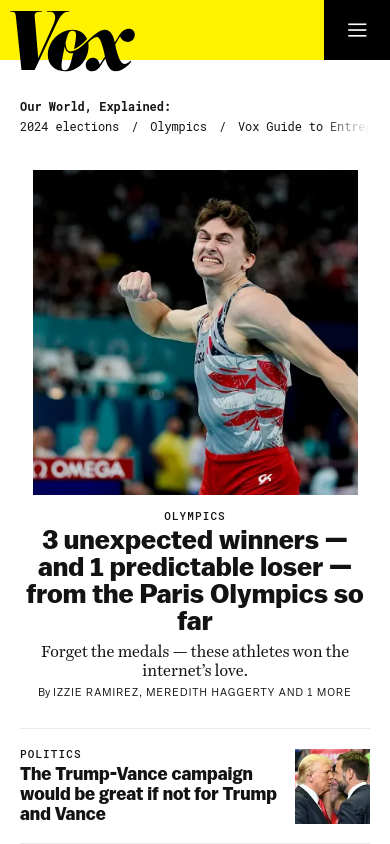 Vox
Our World, Explained:
2024 elections / Olympics / Vox Guide to
USA
OMEGA
OLYMPICS
3 unexpected winners —
and 1 predictable loser —
from the Paris Olympics so
far
Forget the medals — these athletes won the
internet's love.
By IZZIE RAMIREZ, MEREDITH HAGGERTY AND 1 MORE
POLITICS
The Trump-Vance campaign
would be great if not for Trump
and Vance